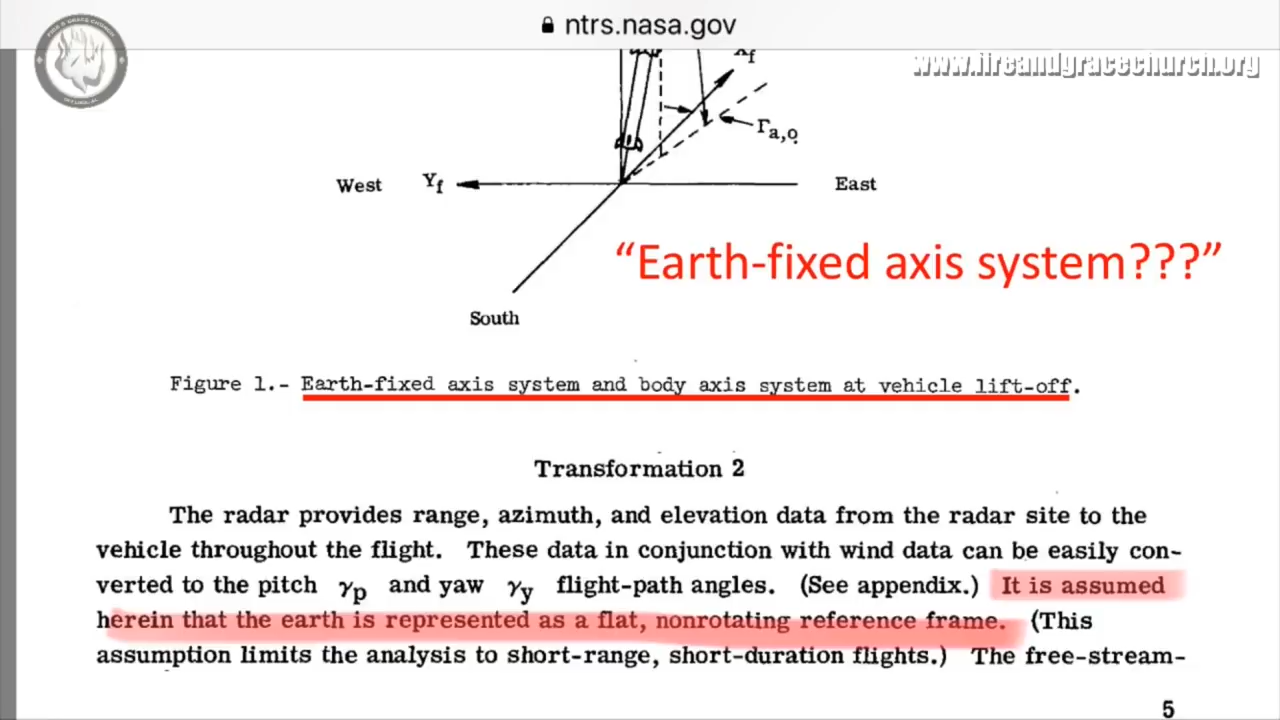 ntrs.nasa.gov
www.fireandgracechurch.org
FIRE & GRACE CHURCH
Xf
Γa,o
West Yf East
“Earth-fixed axis system???”
South
Figure 1.- Earth-fixed axis system and body axis system at vehicle lift-off.
Transformation 2
The radar provides range, azimuth, and elevation data from the radar site to the
vehicle throughout the flight. These data in conjunction with wind data can be easily con-
verted to the pitch γp and yaw γy flight-path angles. (See appendix.) It is assumed
herein that the earth is represented as a flat, nonrotating reference frame. (This
assumption limits the analysis to short-range, short-duration flights.) The free-stream-
5